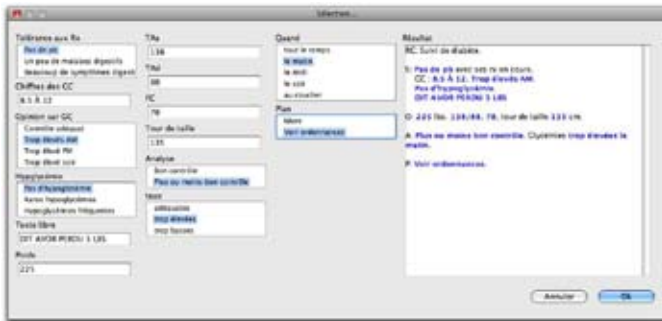 Sélection...
Tolérance aux Rx
Pas de pb
Un peu de malaises digestifs
Beaucoup de symptômes digest
Chiffres des GC
8.5 À 12
Opinion sur GC
Contrôle adéquat
Trop élevés AM
Trop élevé PM
Trop élevé soir
Hypoglycémie
Pas d'hypoglycémie
Rares hypoglycémies
Hypoglycémies fréquentes
Texte libre
DIT AVOIR PERDU 5 LBS
Poids
225
TAs
138
TAd
88
FC
78
Tour de taille
135
Analyse
Bon contrôle
Plus ou moins bon contrôle
adéquates
trop élevées
trop basses
Quand
tout le temps
le matin
le midi
le soir
au coucher
Plan
Idem
Voir ordonnances
Résultat
RC: Suivi de diabète.
S: Pas de pb avec ses rx en cours.
GC : 8.5 À 12. Trop élevés AM.
Pas d'hypoglycémie
DIT AVOIR PERDU 5 LBS
O: 225 lbs. 138/88, 78, tour de taille 135 cm.
A: Plus ou moins bon contrôle. Glycémies trop élevées le
matin.
P: Voir ordonnances.
Annuler
Ok